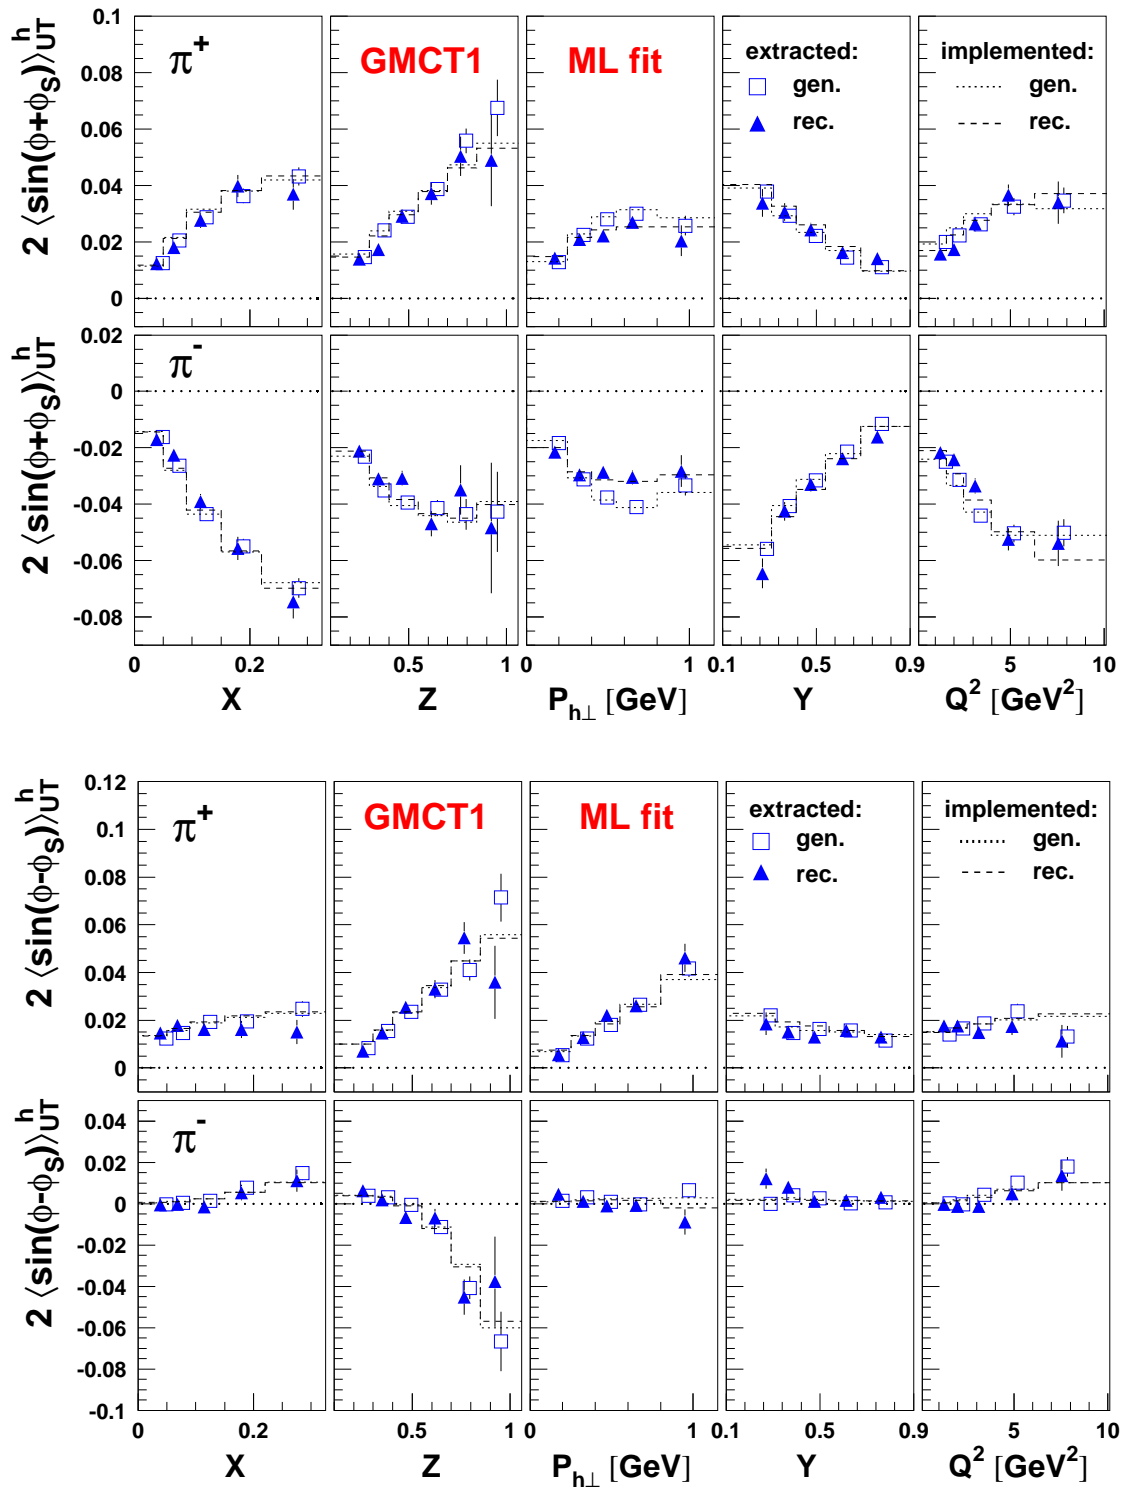 2 ⟨sin(ϕ+ϕS)⟩hUT
0.1
0.08
0.06
0.04
0.02
0
π+
GMCT1
ML fit
extracted:
gen.
rec.
implemented:
gen.
rec.
2 ⟨sin(ϕ+ϕS)⟩hUT
0.02
0
-0.02
-0.04
-0.06
-0.08
π-
0 0.2 0.5 1 1 0.1 0.5 0.9 5 10
X Z Ph⊥ [GeV] Y Q2 [GeV2]
2 ⟨sin(ϕ-ϕS)⟩hUT
0.12
0.1
0.08
0.06
0.04
0.02
0
π+
GMCT1
ML fit
extracted:
gen.
rec.
implemented:
gen.
rec.
2 ⟨sin(ϕ-ϕS)⟩hUT
0.04
0.02
0
-0.02
-0.04
-0.06
-0.08
-0.1
π-
0 0.2 0.5 1 1 0.1 0.5 0.9 5 10
X Z Ph⊥ [GeV] Y Q2 [GeV2]